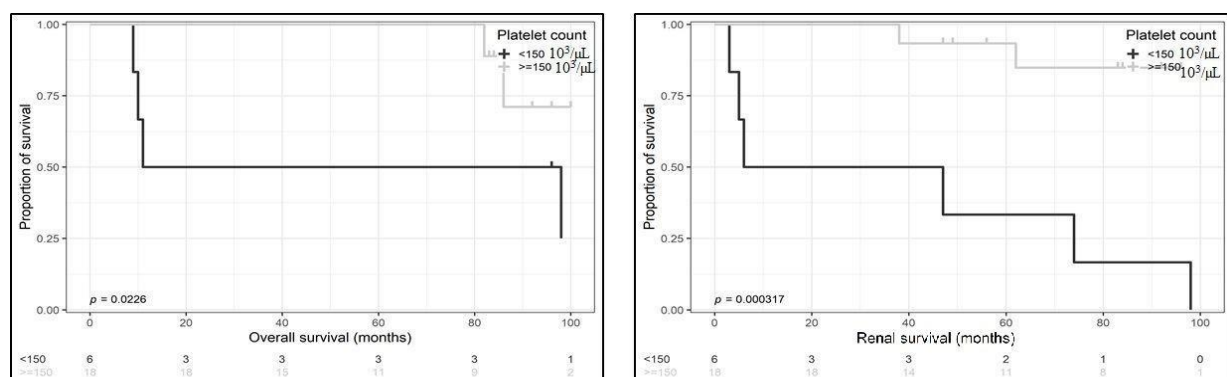 1.00
0.75
0.50
0.25
0.00
Proportion of survival
Platelet count
<150 10³/μL
>=150 10³/μL
p = 0.0226
0 20 40 60 80 100
Overall survival (months)
<150 6 3 3 3 3 1
>=150 18 18 15 11 9 2
1.00
0.75
0.50
0.25
0.00
Proportion of survival
Platelet count
<150 10³/μL
>=150
10³/μL
p = 0.000317
0 20 40 60 80 100
Renal survival (months)
<150 6 3 3 2 1 0
>=150 18 18 14 11 8 1